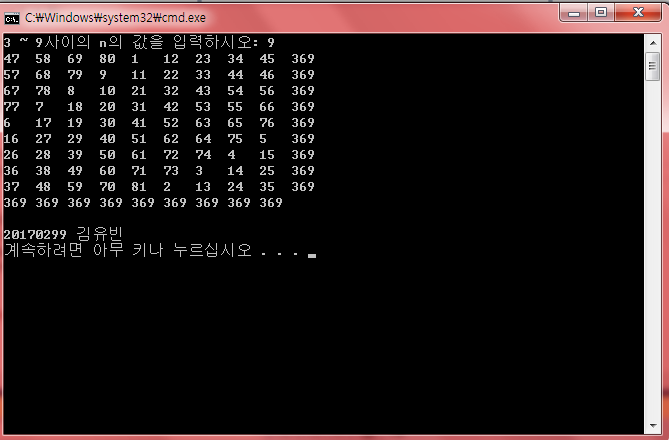 C:\Windows\system32\cmd.exe
3 ~ 9사이의 n의 값을 입력하시오: 9
47 58 69 80 1 12 23 34 45 369
57 68 79 9 11 22 33 44 46 369
67 78 8 10 21 32 43 54 56 369
77 7 18 20 31 42 53 55 66 369
6 17 19 30 41 52 63 65 76 369
16 27 29 40 51 62 64 75 5 369
26 28 39 50 61 72 74 4 15 369
36 38 49 60 71 73 3 14 25 369
37 48 59 70 81 2 13 24 35 369
369 369 369 369 369 369 369 369 369
20170299 김유빈
계속하려면 아무 키나 누르십시오 . . .